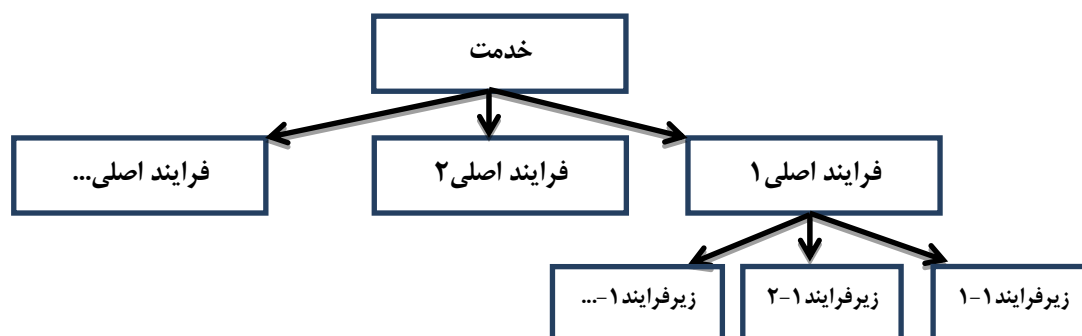 خدمت
فرایند اصلی۱
فرایند اصلی۲
فرایند اصلی...
زیرفرایند۱-۱
زیرفرایند۱-۲
زیرفرایند۱-...